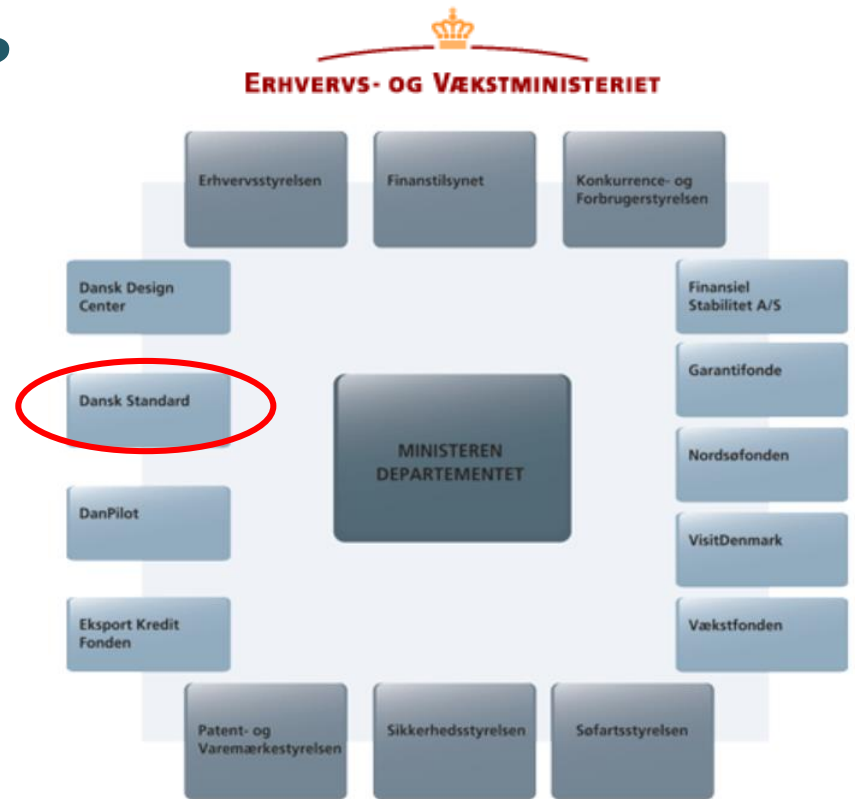 ERHVERVS- OG VÆKSTMINISTERIET
Erhvervsstyrelsen
Finanstilsynet
Konkurrence- og
Forbrugerstyrelsen
Dansk Design
Center
Dansk Standard
DanPilot
Eksport Kredit
Fonden
MINISTEREN
DEPARTEMENTET
Finansiel
Stabilitet A/S
Garantifonde
Nordsøfonden
VisitDenmark
Vækstfonden
Patent- og
Varemærkestyrelsen
Sikkerhedsstyrelsen
Søfartsstyrelsen